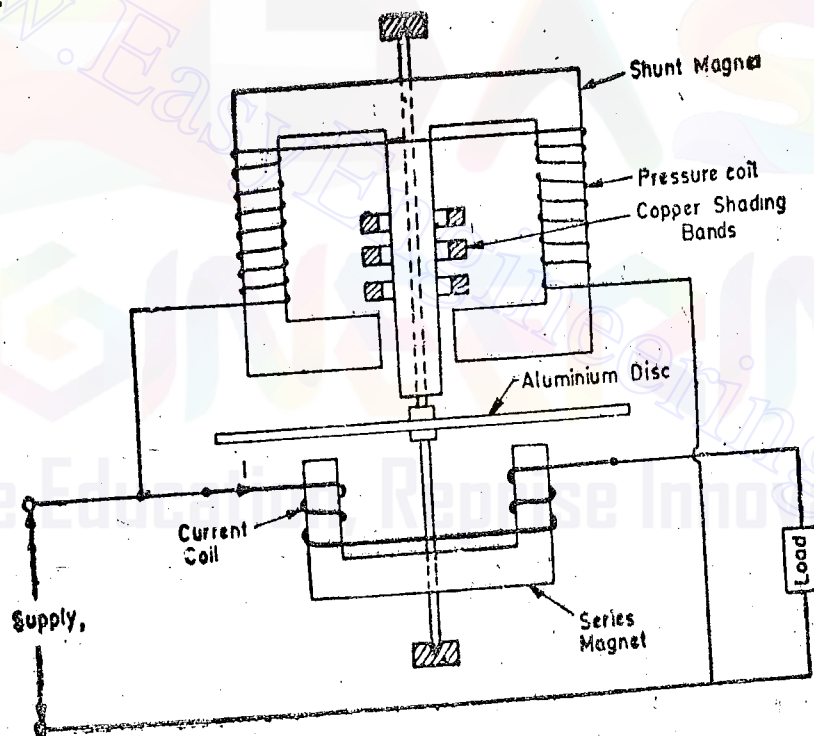 Shunt Magnet
Pressure coil
Copper Shading
Bands
Aluminium Disc
I
Current
Coil
Supply,
Load
Series
Magnet